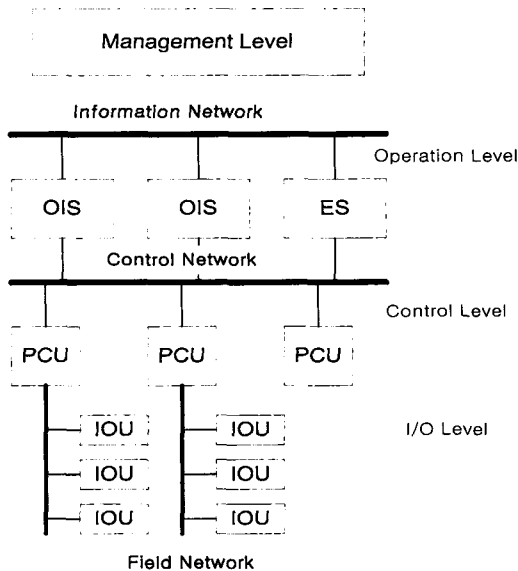 Management Level
Information Network
Operation Level
OIS OIS ES
Control Network
Control Level
PCU PCU PCU
IOU IOU
I/O Level
IOU IOU
IOU IOU
Field Network